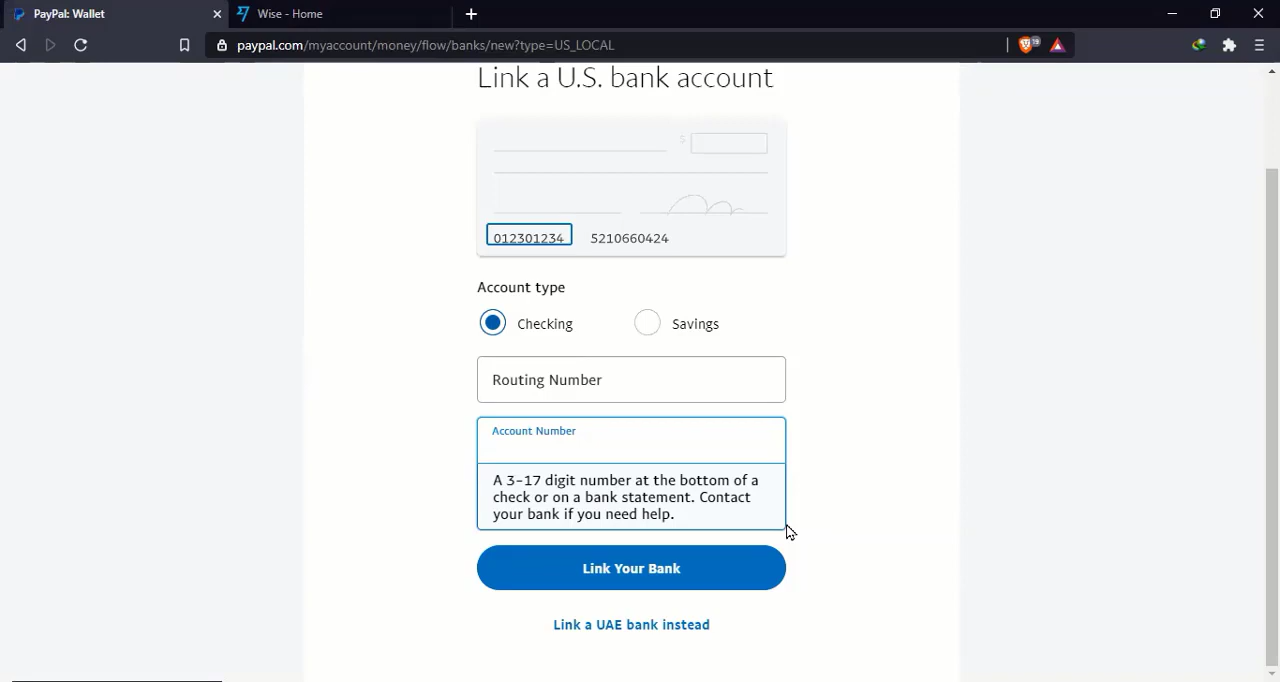 PayPal: Wallet
Wise - Home
paypal.com/myaccount/money/flow/banks/new?type=US_LOCAL
Link a U.S. bank account
$
012301234 5210660424
Account type
Checking Savings
Routing Number
Account Number
A 3-17 digit number at the bottom of a
check or on a bank statement. Contact
your bank if you need help.
Link Your Bank
Link a UAE bank instead